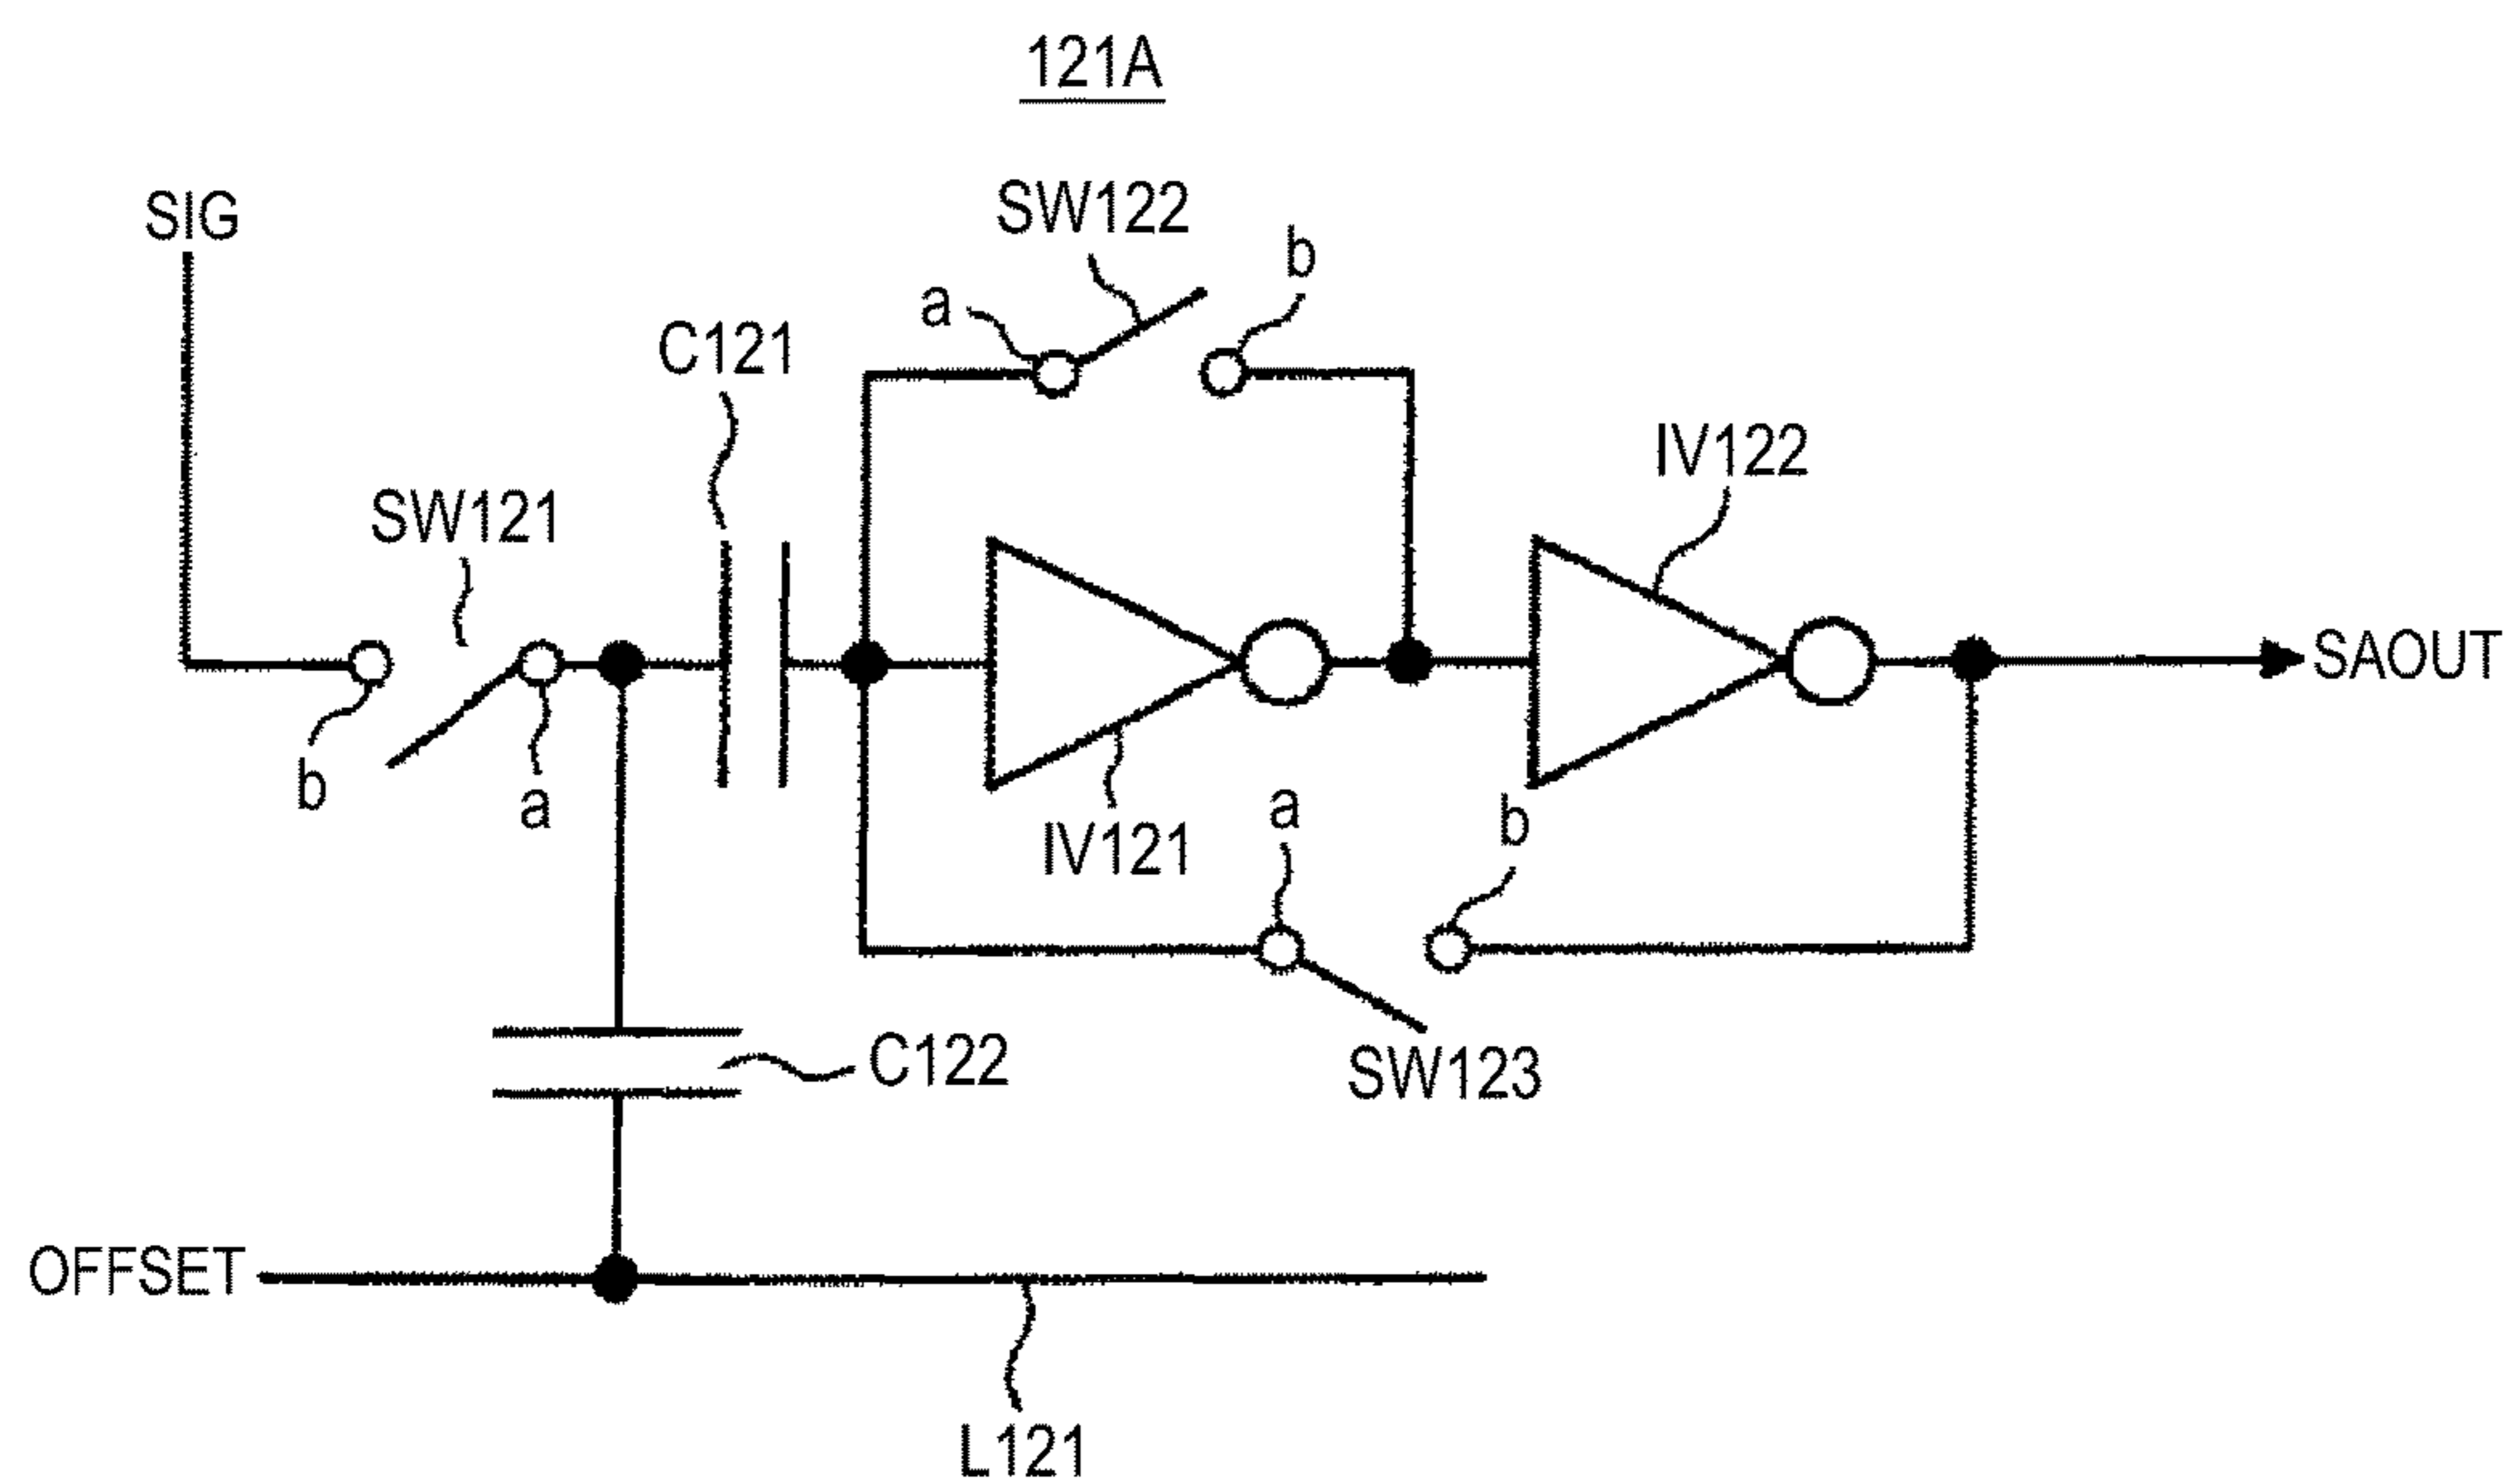 121A
SIG
SW122
a
b
C121
IV122
SW121
SAOUT
b
a
IV121
a
b
C122
SW123
OFFSET
L121